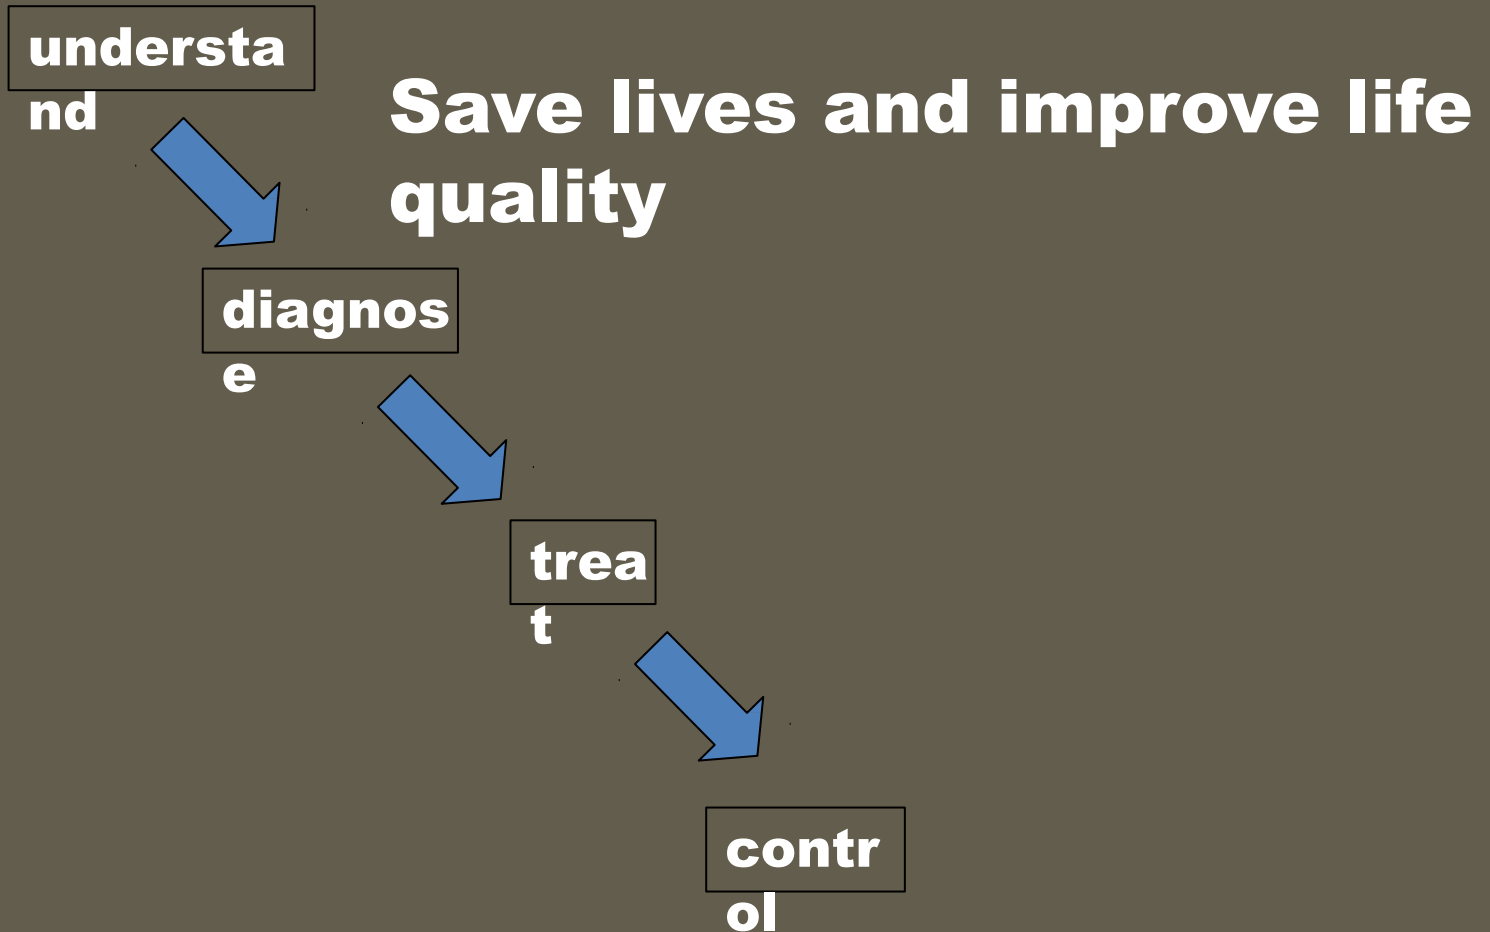 understa
nd
Save lives and improve life
quality
diagnos
e
trea
t
contr
ol